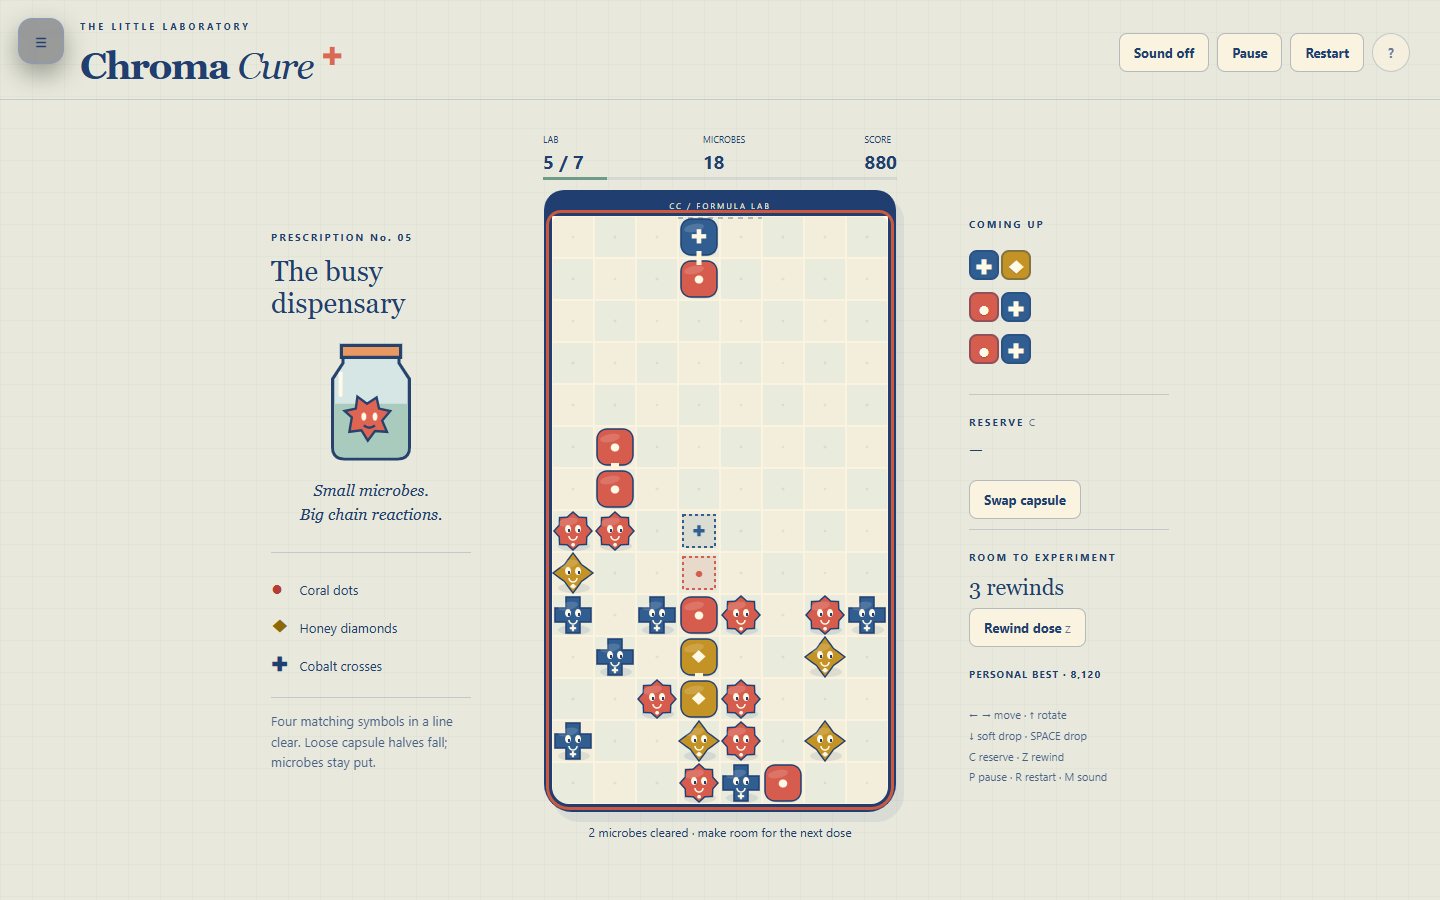 ☰
THE LITTLE LABORATORY
Chroma Cure
Sound off
Pause
Restart
?
LAB
5 / 7
MICROBES
18
SCORE
880
CC / FORMULA LAB
PRESCRIPTION No. 05
The busy
dispensary
Small microbes.
Big chain reactions.
Coral dots
Honey diamonds
Cobalt crosses
Four matching symbols in a line
clear. Loose capsule halves fall;
microbes stay put.
2 microbes cleared · make room for the next dose
COMING UP
RESERVE C
—
Swap capsule
ROOM TO EXPERIMENT
3 rewinds
Rewind dose Z
PERSONAL BEST · 8,120
← → move · ↑ rotate
↓ soft drop · SPACE drop
C reserve · Z rewind
P pause · R restart · M sound